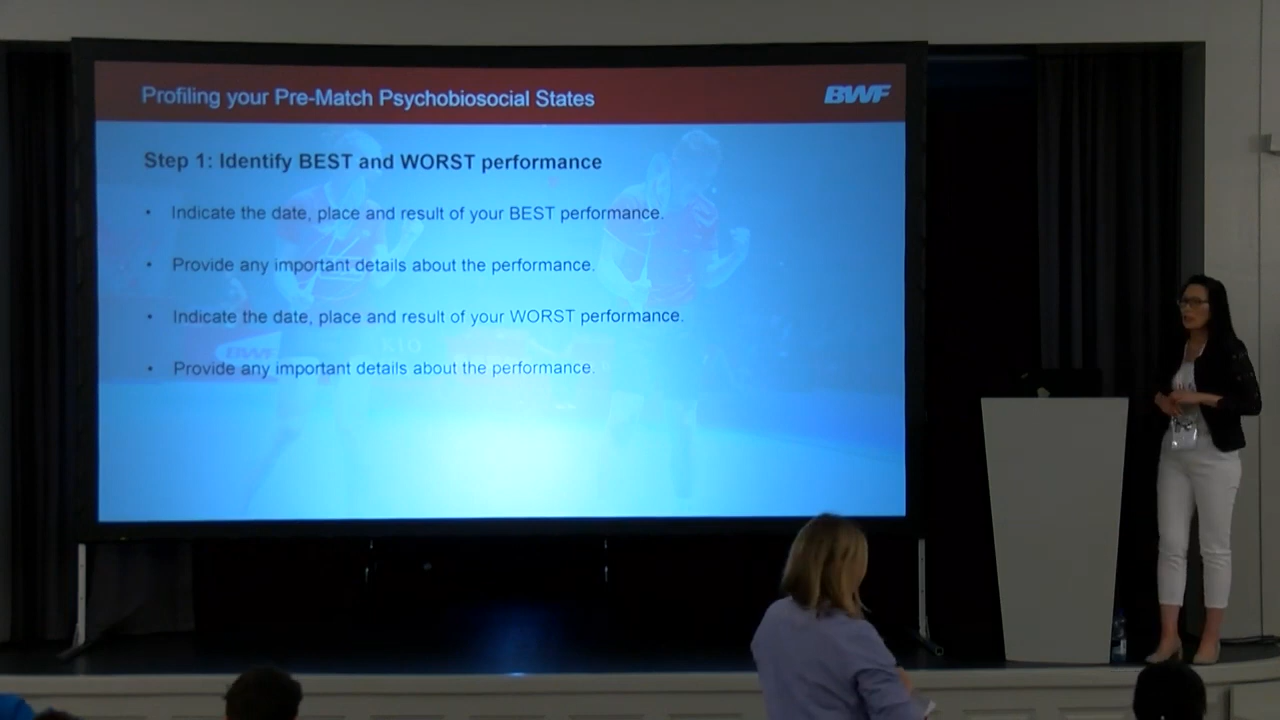 Profiling your Pre-Match Psychobiosocial States
BWF
Step 1: Identify BEST and WORST performance
• Indicate the date, place and result of your BEST performance.
• Provide any important details about the performance.
• Indicate the date, place and result of your WORST performance.
• Provide any important details about the performance.
BWF